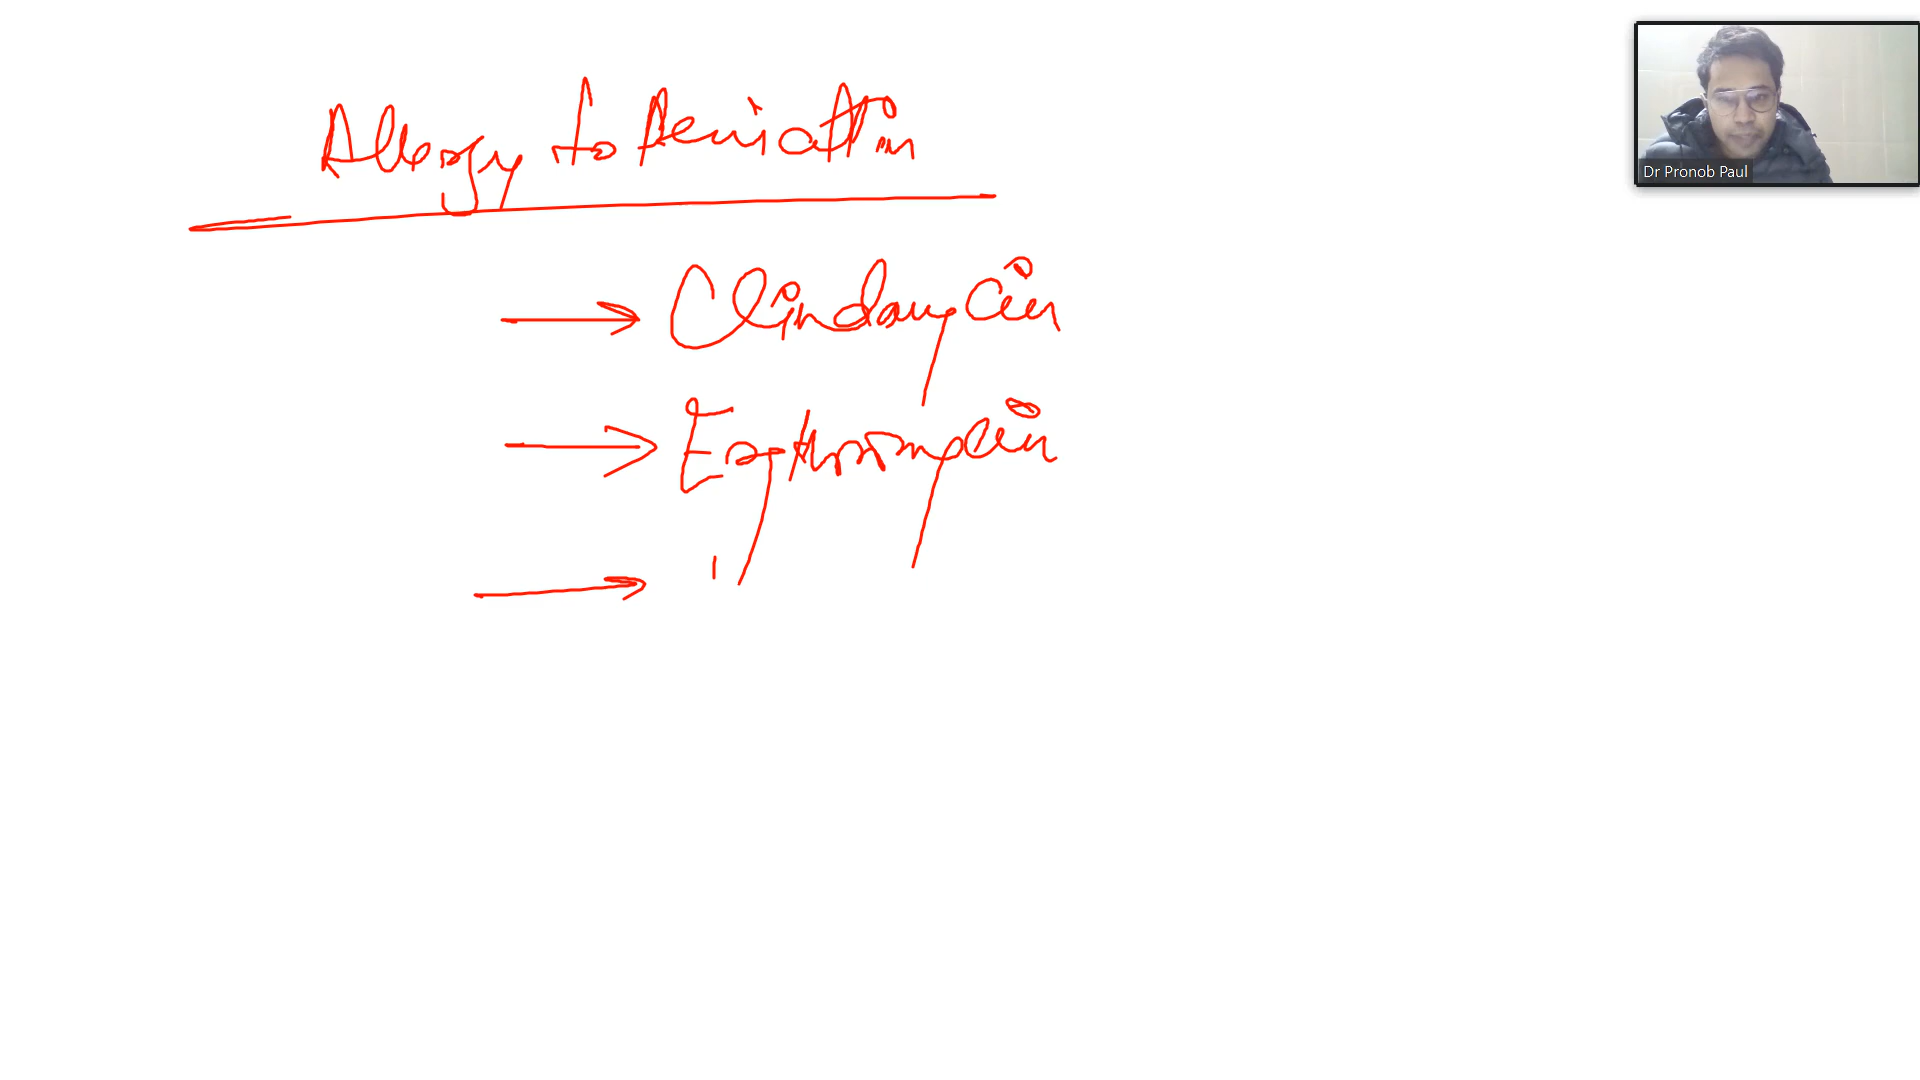 Allergy to Penicillin
Dr Pronob Paul
→ Clindamycin
→ Erythromycin
→